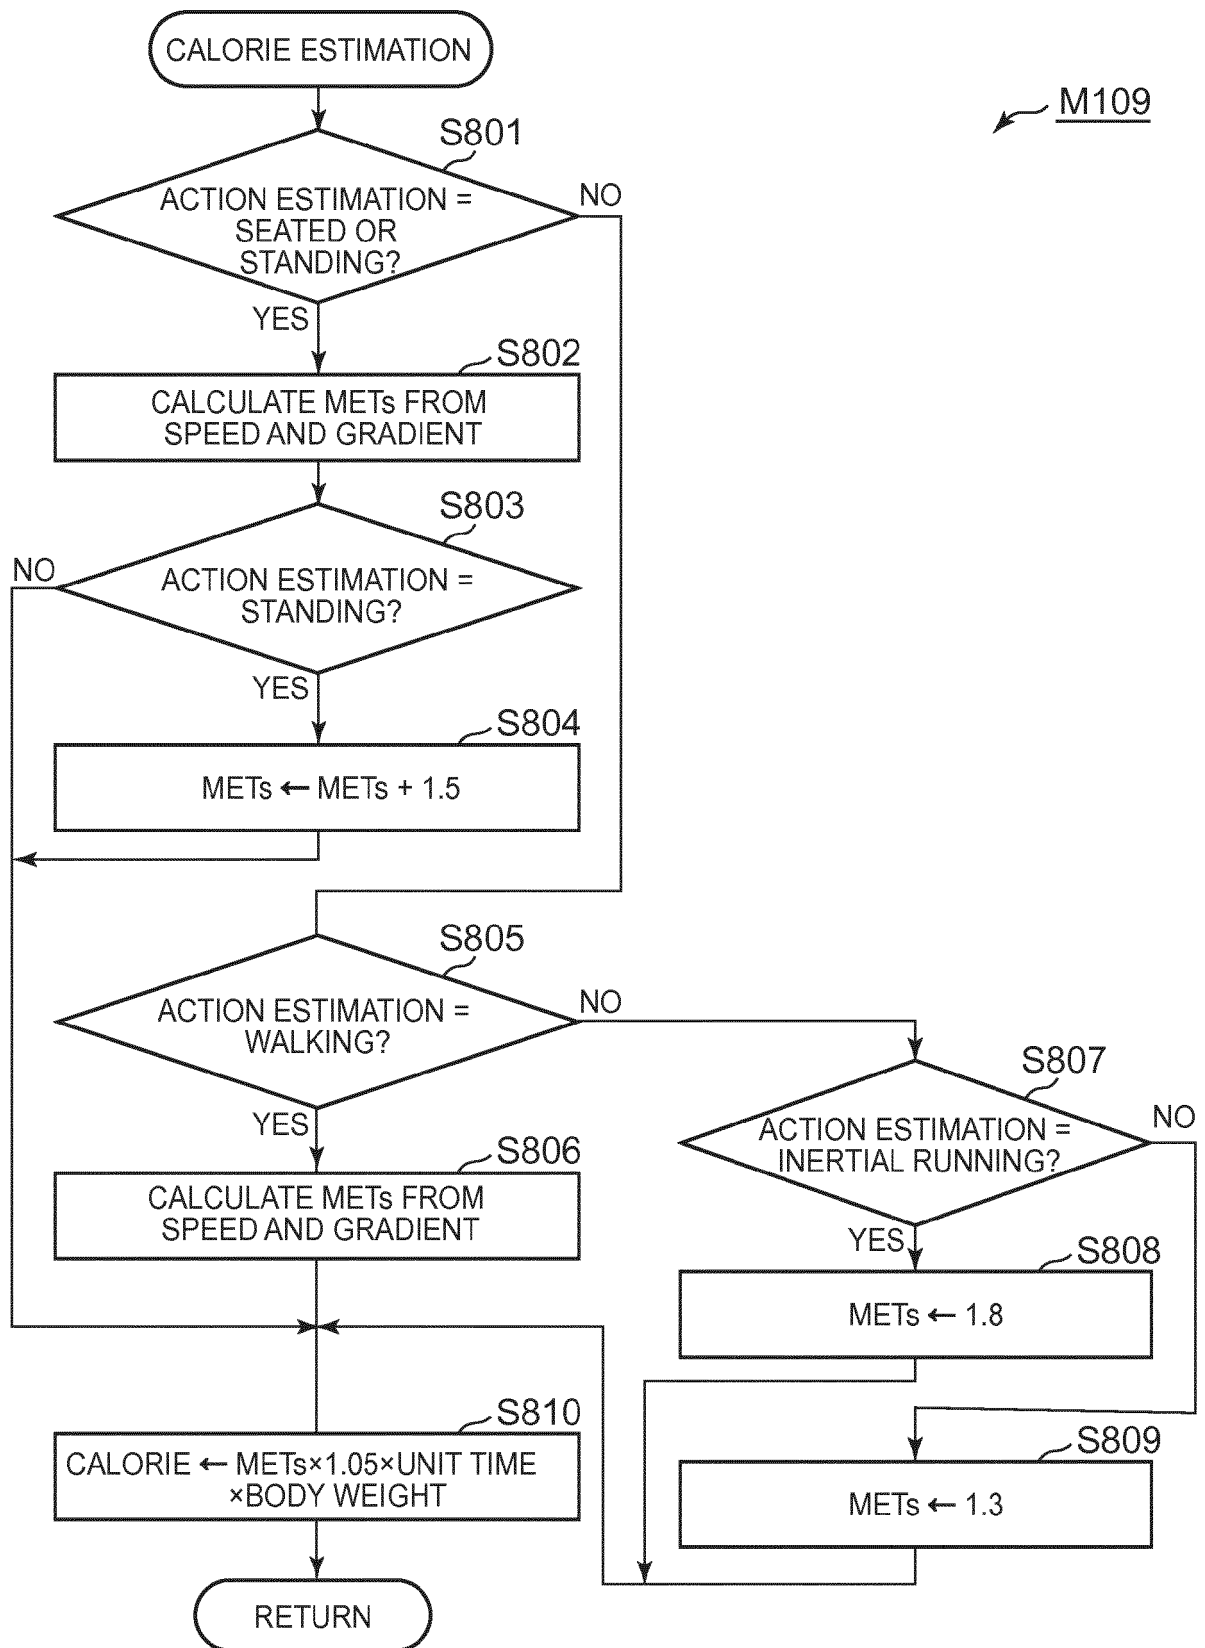 CALORIE ESTIMATION
M109
S801
ACTION ESTIMATION =
SEATED OR
STANDING?
NO
YES
S802
CALCULATE METs FROM
SPEED AND GRADIENT
S803
NO
ACTION ESTIMATION =
STANDING?
YES
S804
METs ← METs + 1.5
S805
ACTION ESTIMATION =
WALKING?
NO
YES
S806
CALCULATE METs FROM
SPEED AND GRADIENT
S807
ACTION ESTIMATION =
INERTIAL RUNNING?
NO
YES
S808
METs ← 1.8
S809
METs ← 1.3
S810
CALORIE ← METs×1.05×UNIT TIME
×BODY WEIGHT
RETURN